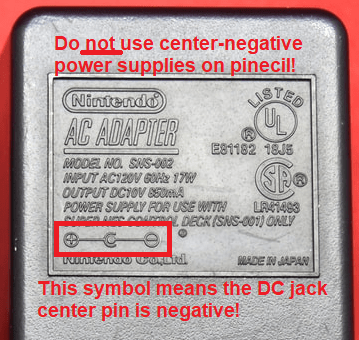 Do not use center-negative
power supplies on pinecil!
Nintendo®
AC ADAPTER
MODEL NO. SNS-002
INPUT AC120V 60Hz 17W
OUTPUT DC10V 850mA
POWER SUPPLY FOR USE WITH
SUPER NES CONTROL DECK (SNS-001) ONLY
LISTED
UL
®
E81182 18J5
SA
®
LR41493
+ C −
®
Nintendo Co., Ltd.
MADE IN JAPAN
This symbol means the DC jack
center pin is negative!